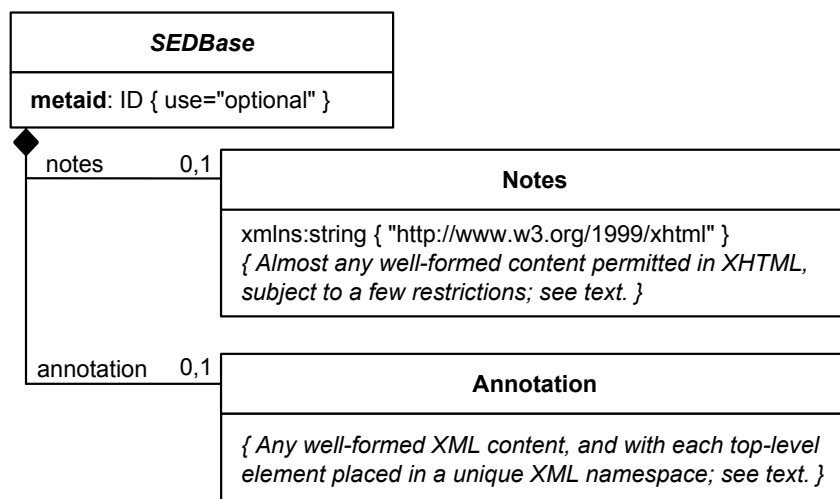 SEDBase
metaid: ID { use="optional" }
notes 0,1
Notes
xmlns:string { "http://www.w3.org/1999/xhtml" }
{ Almost any well-formed content permitted in XHTML,
subject to a few restrictions; see text. }
annotation 0,1
Annotation
{ Any well-formed XML content, and with each top-level
element placed in a unique XML namespace; see text. }